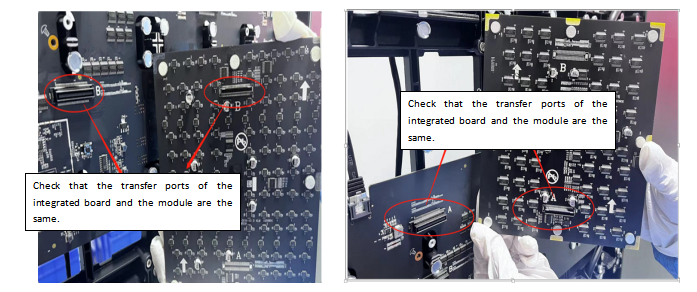 B
B
A
Check that the transfer ports of the
integrated board and the module are the
same.
B
Check that the transfer ports of the
integrated board and the module are the
same.
A
A
B